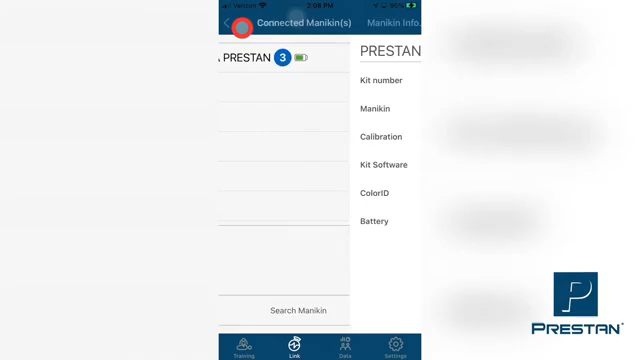 Verizon 2:08 PM 95%
Connected Manikin(s) Manikin Info.
A PRESTAN 3
PRESTAN
Kit number
Manikin
Calibration
Kit Software
ColorID
Battery
Search Manikin
Training Link Data Settings
P
PRESTAN